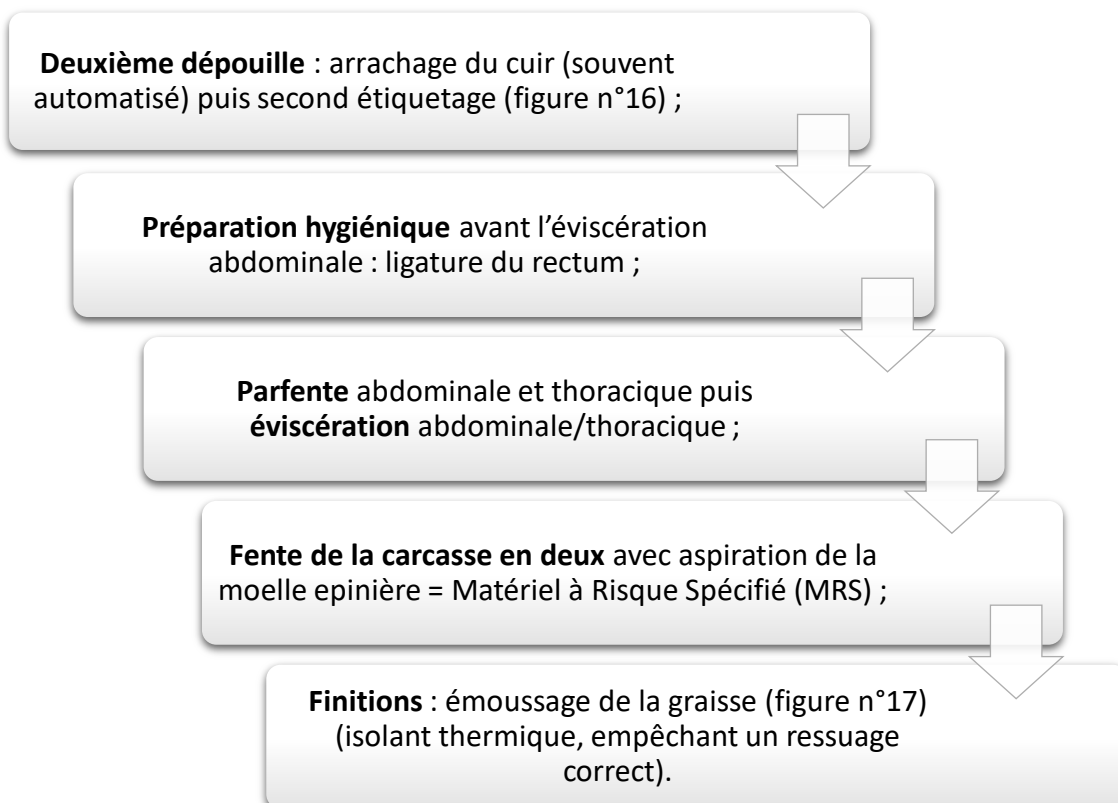 Deuxième dépouille : arrachage du cuir (souvent
automatisé) puis second étiquetage (figure n°16) ;
Préparation hygiénique avant l’éviscération
abdominale : ligature du rectum ;
Parfente abdominale et thoracique puis
éviscération abdominale/thoracique ;
Fente de la carcasse en deux avec aspiration de la
moelle epinière = Matériel à Risque Spécifié (MRS) ;
Finitions : émoussage de la graisse (figure n°17)
(isolant thermique, empêchant un ressuage
correct).